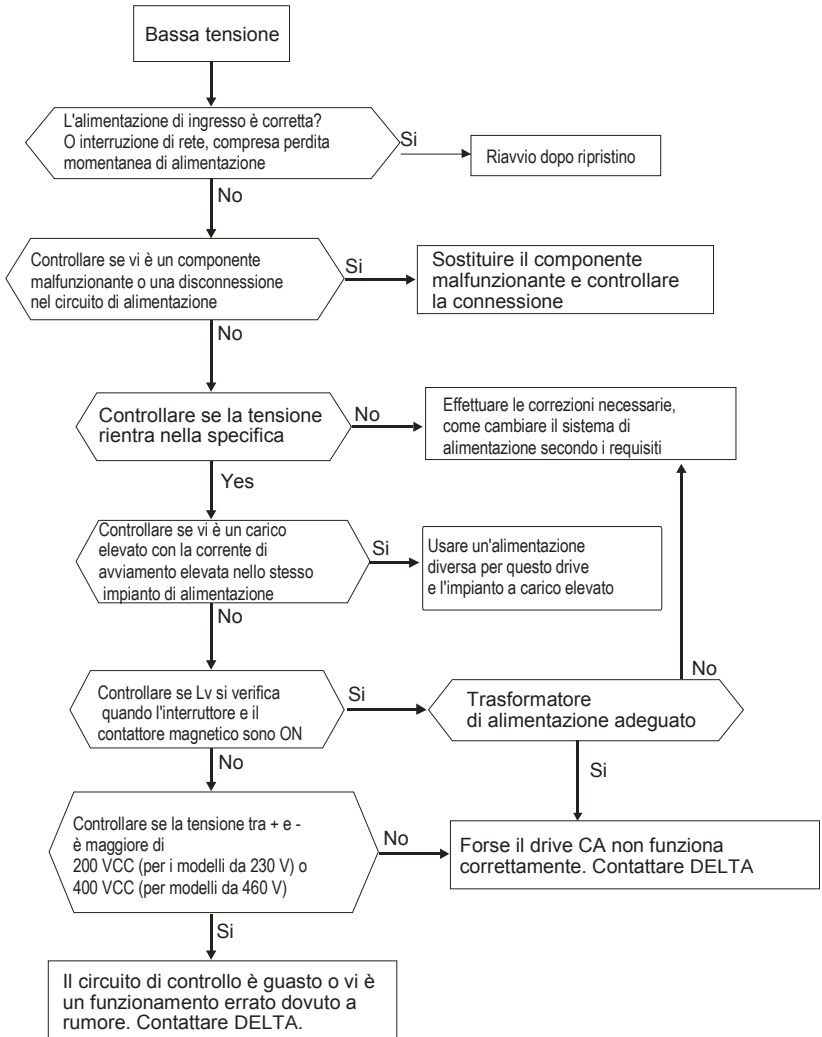 Bassa tensione
L'alimentazione di ingresso è corretta?
O interruzione di rete, compresa perdita
momentanea di alimentazione
Si
Riavvio dopo ripristino
No
Controllare se vi è un componente
malfunzionante o una disconnessione
nel circuito di alimentazione
Si
Sostituire il componente
malfunzionante e controllare
la connessione
No
Controllare se la tensione
rientra nella specifica
No
Effettuare le correzioni necessarie,
come cambiare il sistema di
alimentazione secondo i requisiti
Yes
Controllare se vi è un carico
elevato con la corrente di
avviamento elevata nello stesso
impianto di alimentazione
Si
Usare un'alimentazione
diversa per questo drive
e l'impianto a carico elevato
No
Controllare se Lv si verifica
quando l'interruttore e il
contattore magnetico sono ON
Si
Trasformatore
di alimentazione adeguato
No
Si
No
Controllare se la tensione tra + e -
è maggiore di
200 VCC (per i modelli da 230 V) o
400 VCC (per modelli da 460 V)
No
Forse il drive CA non funziona
correttamente. Contattare DELTA
Si
Il circuito di controllo è guasto o vi è
un funzionamento errato dovuto a
rumore. Contattare DELTA.